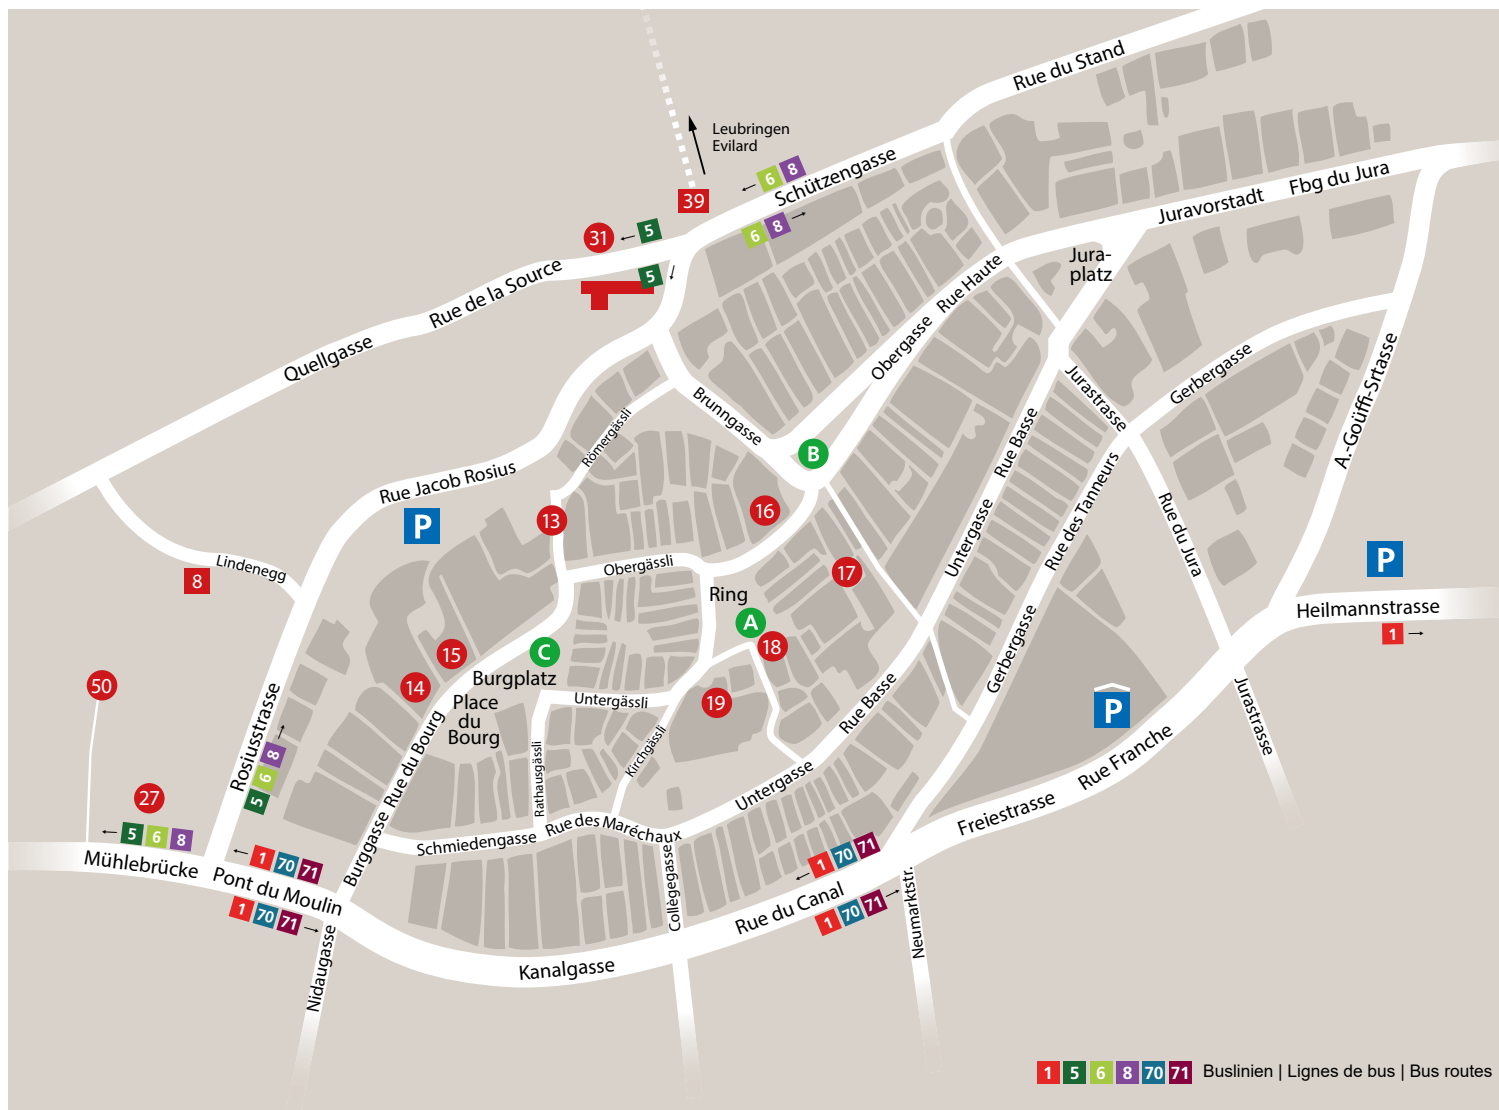 Rue du Stand
Leubringen
Evilard
6 8
Schützengasse
39
6 8
31
5
5
Fbg du Jura
Juravorstadt
Jura-
platz
Rue de la Source
Quellgasse
Rue Haute
Obergasse
Brunngasse
Jurastrasse
Gerbergasse
A.-Goüffi-Srtasse
Römergässli
Rue Jacob Rosius
B
P
13
16
Rue Basse
Untergasse
Rue des Tanneurs
Rue du Jura
Lindenegg
8
Obergässli
17
P
Ring
A
18
Heilmannstrasse
1
15
C
Burgplatz
14
Place
du
Bourg
Untergässli
19
50
Gerbergasse
P
Rosiusstrasse
8
6
5
Rue du Bourg
Rathausgässli
Kirchgässli
Rue Basse
Untergasse
Rue Franche
Jurastrasse
27
5 6 8
Mühlebrücke
Pont du Moulin
1 70 71
1 70 71
Burggasse
Schmiedengasse
Rue des Maréchaux
Freiestrasse
1 70 71
Rue du Canal
1 70 71
Collègegasse
Neumarktstr.
Nidaugasse
Kanalgasse
1 5 6 8 70 71 Buslinien | Lignes de bus | Bus routes